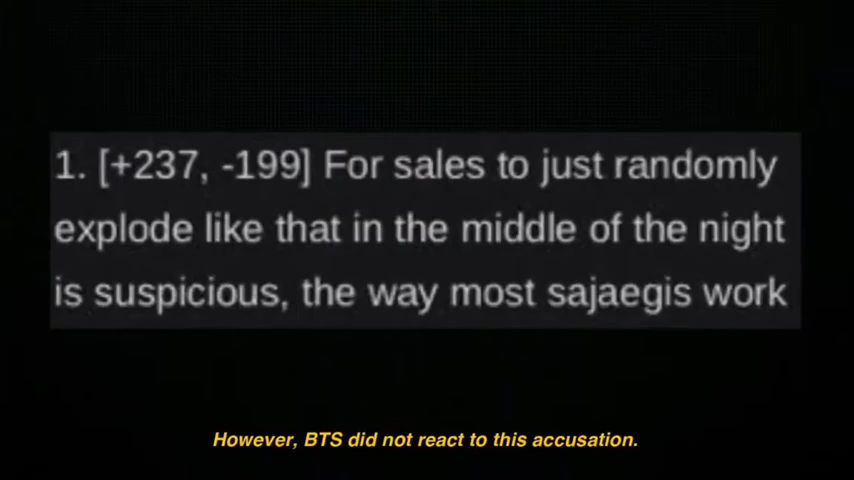 1. [+237, -199] For sales to just randomly
explode like that in the middle of the night
is suspicious, the way most sajaegis work
However, BTS did not react to this accusation.